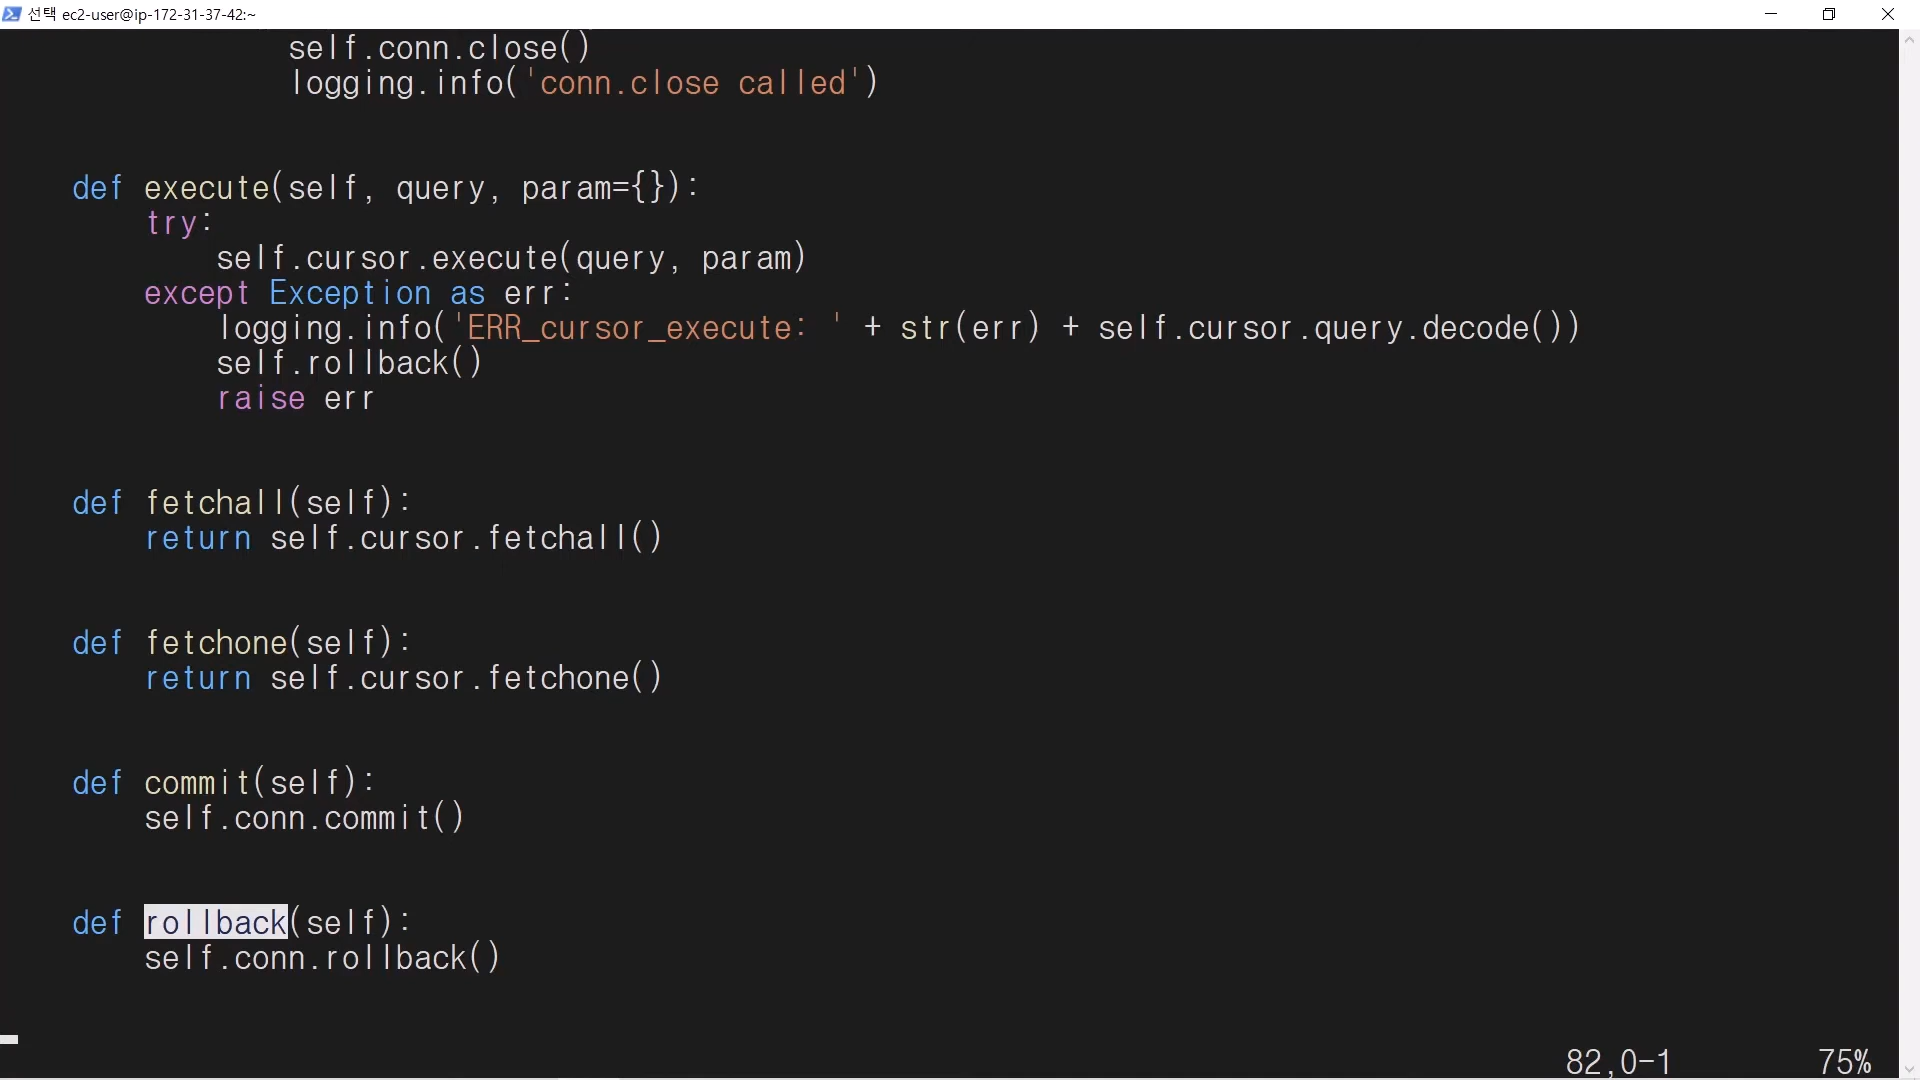 선택 ec2-user@ip-172-31-37-42:~
self.conn.close()
logging.info('conn.close called')
def execute(self, query, param={}):
try:
self.cursor.execute(query, param)
except Exception as err:
logging.info('ERR_cursor_execute: ' + str(err) + self.cursor.query.decode())
self.rollback()
raise err
def fetchall(self):
return self.cursor.fetchall()
def fetchone(self):
return self.cursor.fetchone()
def commit(self):
self.conn.commit()
def rollback(self):
self.conn.rollback()
82,0-1 75%